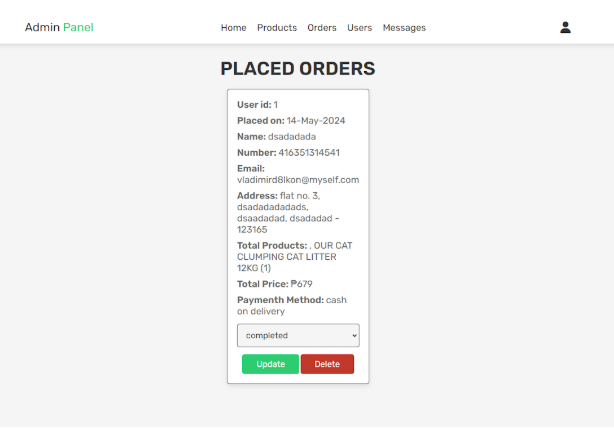 Admin Panel
Home Products Orders Users Messages
PLACED ORDERS
User id: 1
Placed on: 14-May-2024
Name: dsadadada
Number: 416351314541
Email:
vladimird8lkon@myself.com
Address: flat no. 3,
dsadadadadads,
dsaadadad, dsadadad -
123165
Total Products: , OUR CAT
CLUMPING CAT LITTER
12KG (1)
Total Price: ₱679
Paymenth Method: cash
on delivery
completed
Update Delete